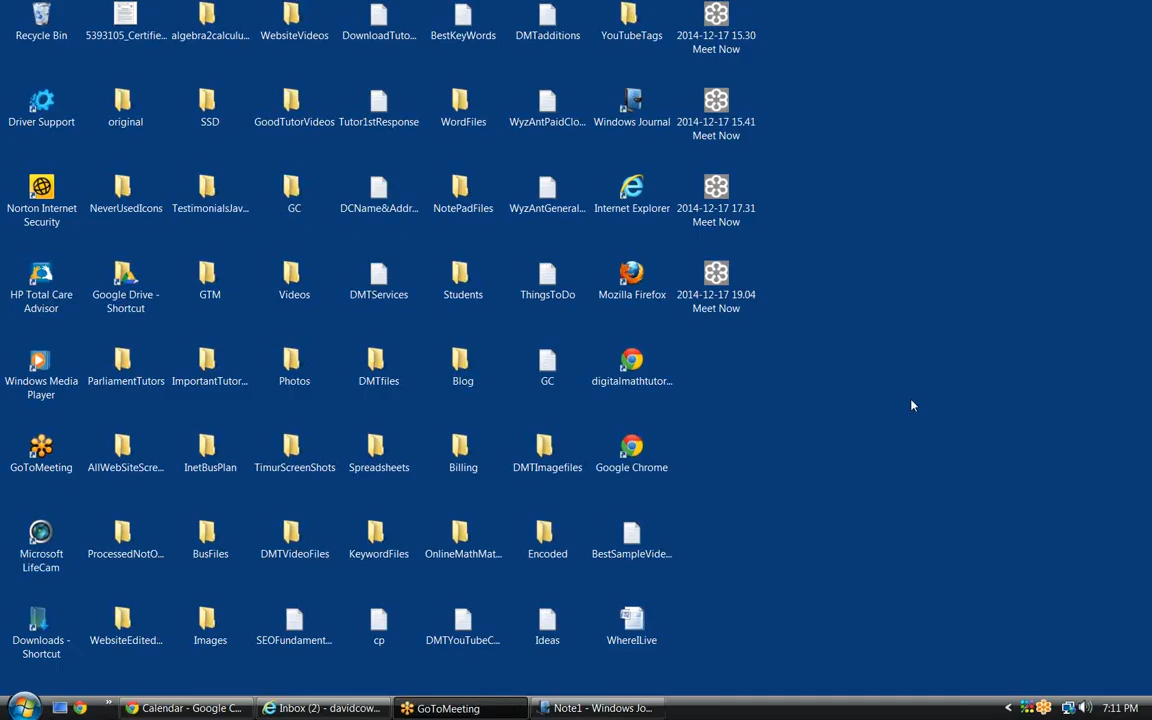 Recycle Bin
5393105_Certifie...
algebra2calculu...
WebsiteVideos
DownloadTuto...
BestKeyWords
DMTadditions
YouTubeTags
2014-12-17 15.30
Meet Now
Driver Support
original
SSD
GoodTutorVideos
Tutor1stResponse
WordFiles
WyzAntPaidClo...
Windows Journal
2014-12-17 15.41
Meet Now
Norton Internet
Security
NeverUsedIcons
TestimonialsJav...
GC
DCName&Addr...
NotePadFiles
WyzAntGeneral...
Internet Explorer
2014-12-17 17.31
Meet Now
HP Total Care
Advisor
Google Drive -
Shortcut
GTM
Videos
DMTServices
Students
ThingsToDo
Mozilla Firefox
2014-12-17 19.04
Meet Now
Windows Media
Player
ParliamentTutors
ImportantTutor...
Photos
DMTfiles
Blog
GC
digitalmathtutor...
GoToMeeting
AllWebSiteScre...
InetBusPlan
TimurScreenShots
Spreadsheets
Billing
DMTImagefiles
Google Chrome
Microsoft
LifeCam
ProcessedNotO...
BusFiles
DMTVideoFiles
KeywordFiles
OnlineMathMat...
Encoded
BestSampleVide...
Downloads -
Shortcut
WebsiteEdited...
Images
SEOFundament...
cp
DMTYouTubeC...
Ideas
WhereILive
Calendar - Google C...
Inbox (2) - davidcow...
GoToMeeting
Note1 - Windows Jo...
7:11 PM